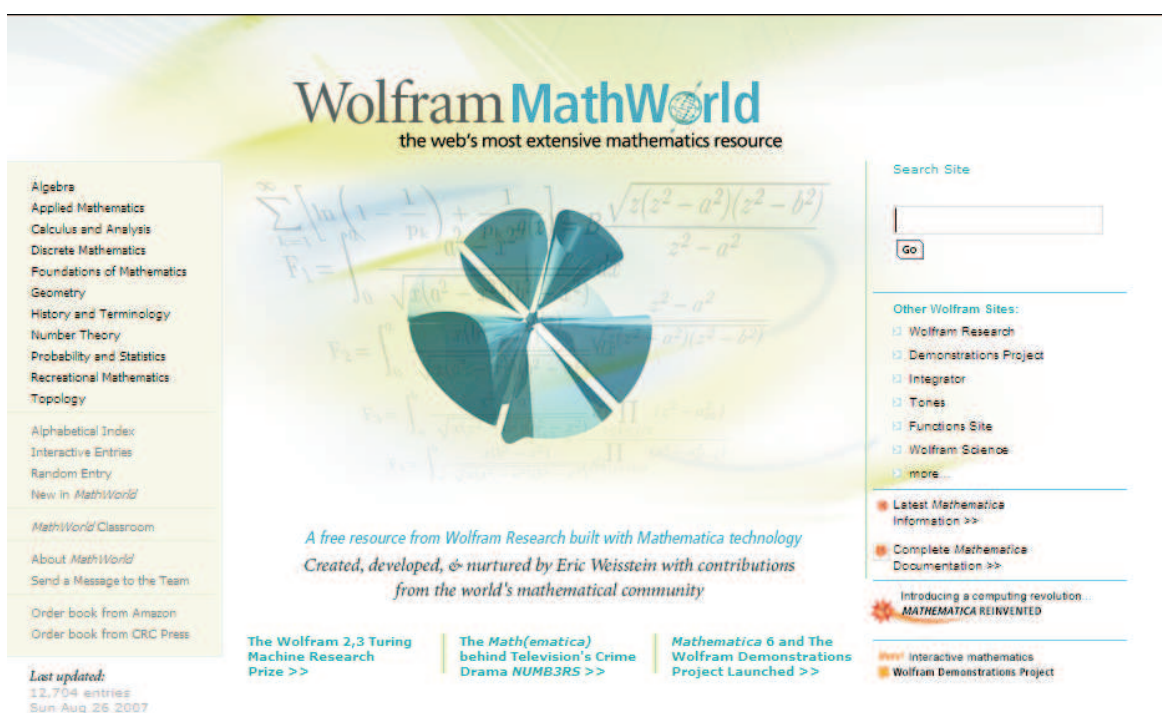 Wolfram MathWorld
the web's most extensive mathematics resource
Algebra
Applied Mathematics
Calculus and Analysis
Discrete Mathematics
Foundations of Mathematics
Geometry
History and Terminology
Number Theory
Probability and Statistics
Recreational Mathematics
Topology
Alphabetical Index
Interactive Entries
Random Entry
New in MathWorld
MathWorld Classroom
About MathWorld
Send a Message to the Team
Order book from Amazon
Order book from CRC Press
Last updated:
12,704 entries
Sun Aug 26 2007
A free resource from Wolfram Research built with Mathematica technology
Created, developed, & nurtured by Eric Weisstein with contributions
from the world's mathematical community
The Wolfram 2,3 Turing
Machine Research
Prize >>
The Math(ematica)
behind Television's Crime
Drama NUMB3RS >>
Mathematica 6 and The
Wolfram Demonstrations
Project Launched >>
Search Site
Go
Other Wolfram Sites:
Wolfram Research
Demonstrations Project
Integrator
Tones
Functions Site
Wolfram Science
more...
Latest Mathematica
Information >>
Complete Mathematica
Documentation >>
Introducing a computing revolution...
MATHEMATICA REINVENTED
Interactive mathematics
Wolfram Demonstrations Project